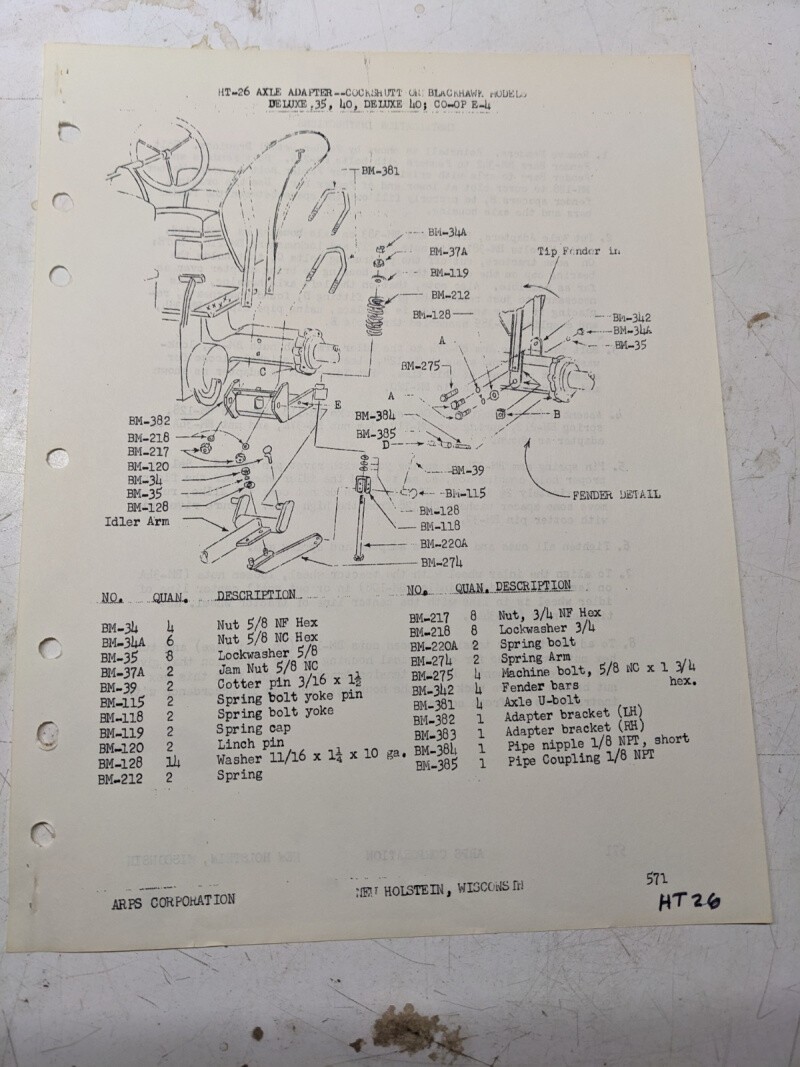 HT-26 AXLE ADAPTER--COCKSHUTT OR BLACKHAWK MODELS
DELUXE ,35, 40, DELUXE 40; CO-OP E-4
BM-381
BM-34A
BM-37A
BM-119
BM-212
BM-128
Tip Fender in
BM-342
BM-34A
BM-35
A
BM-275
C
A
E
BM-384
B
BM-382
BM-385
D
BM-218
BM-217
BM-120
BM-39
BM-34
BM-35
BM-115
FENDER DETAIL
BM-128
BM-128
Idler Arm
BM-118
BM-220A
BM-274
NO. QUAN. DESCRIPTION
BM-34 4 Nut 5/8 NF Hex
BM-34A 6 Nut 5/8 NC Hex
BM-35 8 Lockwasher 5/8
BM-37A 2 Jam Nut 5/8 NC
BM-39 2 Cotter pin 3/16 x 1½
BM-115 2 Spring bolt yoke pin
BM-118 2 Spring bolt yoke
BM-119 2 Spring cap
BM-120 2 Linch pin
BM-128 14 Washer 11/16 x 1¼ x 10 ga.
BM-212 2 Spring
NO. QUAN. DESCRIPTION
BM-217 8 Nut, 3/4 NF Hex
BM-218 8 Lockwasher 3/4
BM-220A 2 Spring bolt
BM-274 2 Spring Arm
BM-275 4 Machine bolt, 5/8 NC x 1 3/4
hex.
BM-342 4 Fender bars
BM-381 4 Axle U-bolt
BM-382 1 Adapter bracket (LH)
BM-383 1 Adapter bracket (RH)
BM-384 1 Pipe nipple 1/8 NPT, short
BM-385 1 Pipe Coupling 1/8 NPT
ARPS CORPORATION
NEW HOLSTEIN, WISCONSIN
571
HT26